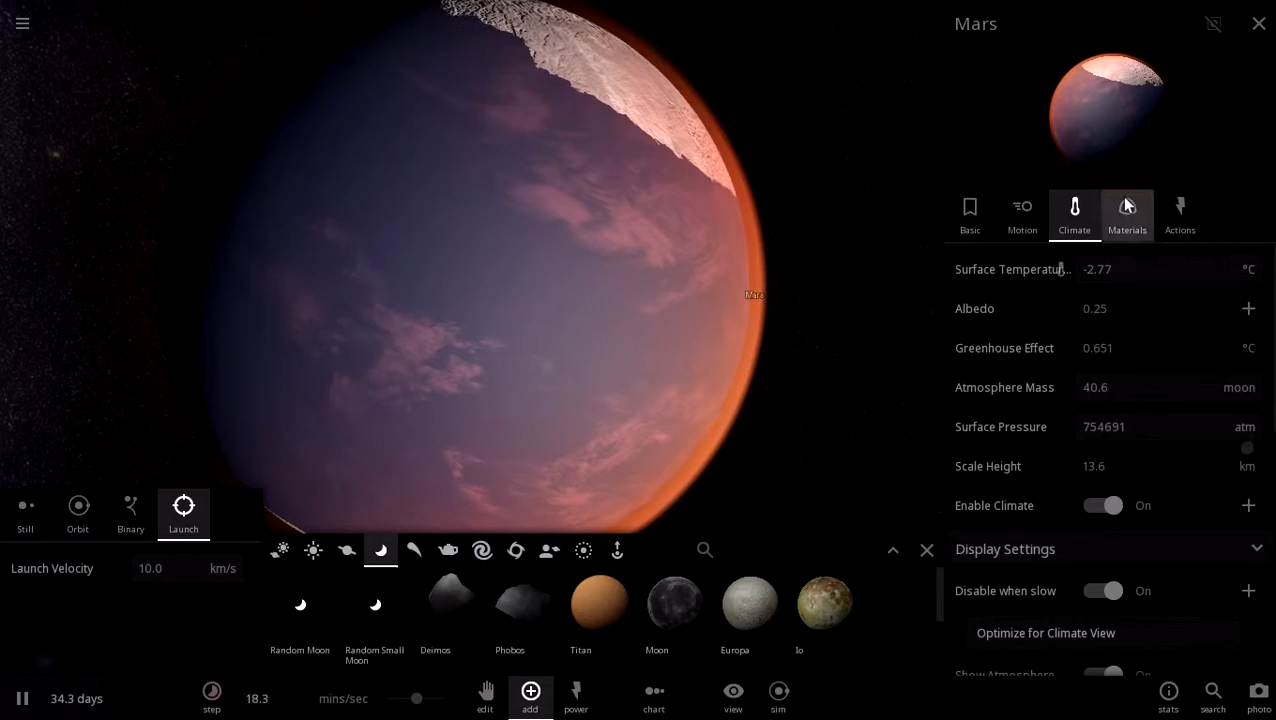 Mars
Mars
Basic
Motion
Climate
Materials
Actions
Surface Temperatur... -2.77 °C
Albedo 0.25
Greenhouse Effect 0.651 °C
Atmosphere Mass 40.6 moon
Surface Pressure 754691 atm
Scale Height 13.6 km
Enable Climate On
Display Settings
Disable when slow On
Optimize for Climate View
Show Atmosphere On
Still
Orbit
Binary
Launch
Launch Velocity 10.0 km/s
Random Moon
Random Small
Moon
Deimos
Phobos
Titan
Moon
Europa
Io
34.3 days
step
18.3 mins/sec
edit
add
power
chart
view
sim
stats
search
photo